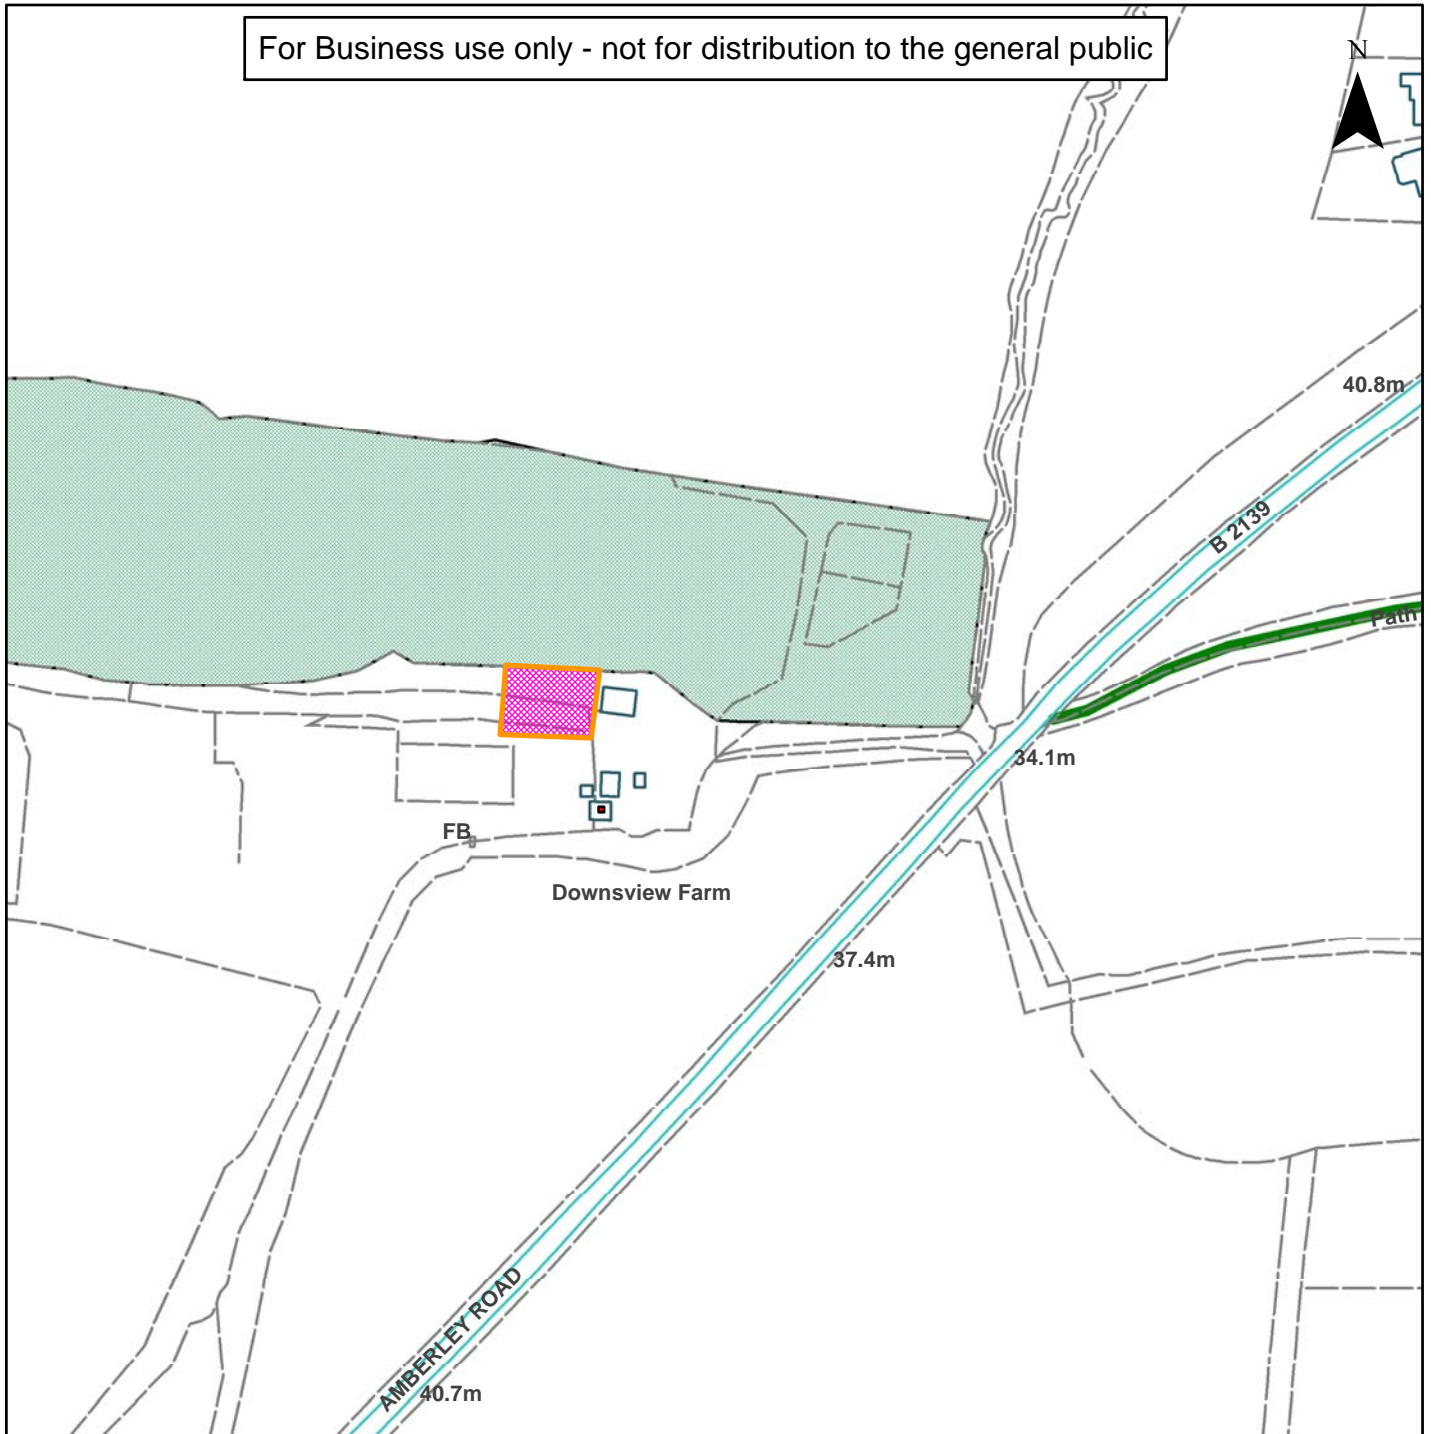 For Business use only - not for distribution to the general public
N
40.8m
B 2139
Path
34.1m
FB
Downsview Farm
37.4m
AMBERLEY ROAD
40.7m